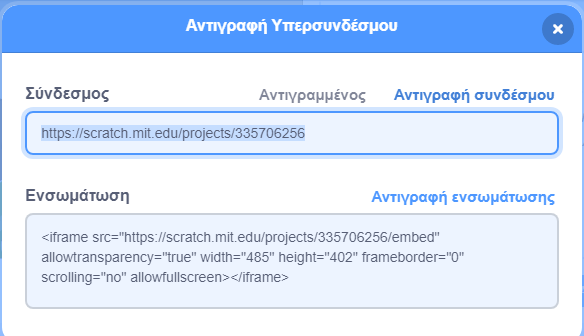 Αντιγραφή Υπερσυνδέσμου
Σύνδεσμος Αντιγραμμένος Αντιγραφή συνδέσμου
https://scratch.mit.edu/projects/335706256
Ενσωμάτωση Αντιγραφή ενσωμάτωσης
<iframe src="https://scratch.mit.edu/projects/335706256/embed"
allowtransparency="true" width="485" height="402" frameborder="0"
scrolling="no" allowfullscreen></iframe>